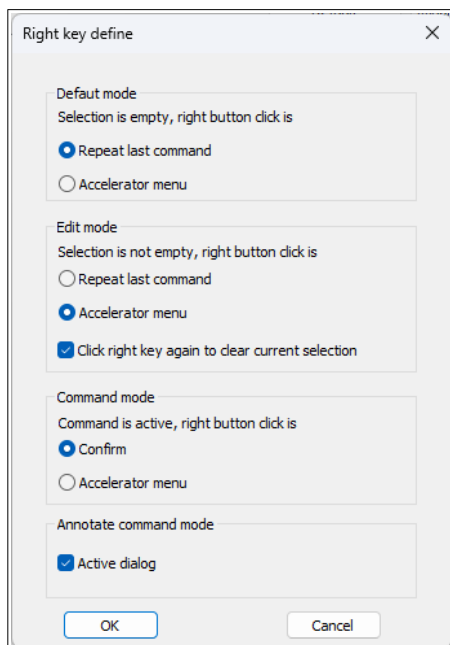 Right key define
Defaut mode
Selection is empty, right button click is
Repeat last command
Accelerator menu
Edit mode
Selection is not empty, right button click is
Repeat last command
Accelerator menu
Click right key again to clear current selection
Command mode
Command is active, right button click is
Confirm
Accelerator menu
Annotate command mode
Active dialog
OK Cancel